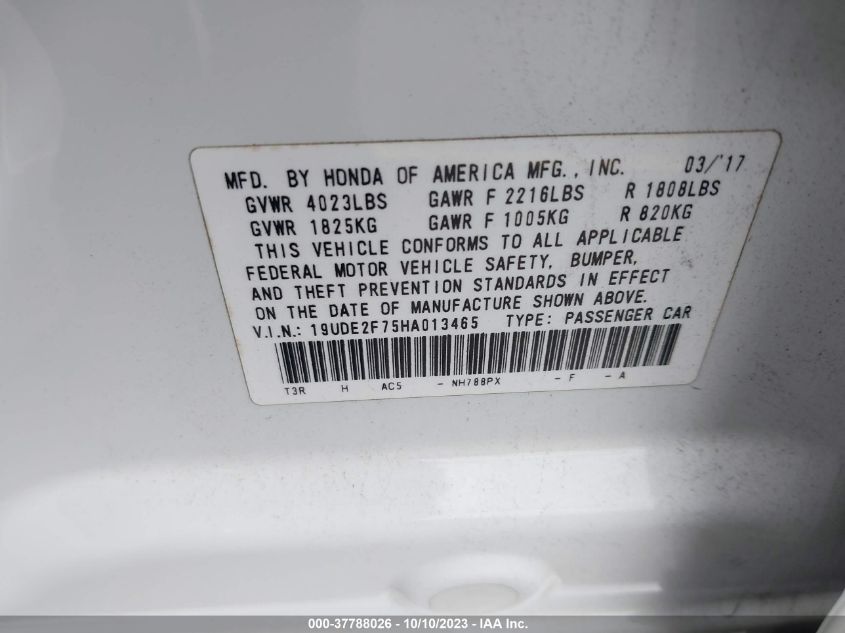 MFD. BY HONDA OF AMERICA MFG., INC. 03/'17
GVWR 4023LBS GAWR F 2216LBS R 1808LBS
GVWR 1825KG GAWR F 1005KG R 820KG
THIS VEHICLE CONFORMS TO ALL APPLICABLE
FEDERAL MOTOR VEHICLE SAFETY, BUMPER,
AND THEFT PREVENTION STANDARDS IN EFFECT
ON THE DATE OF MANUFACTURE SHOWN ABOVE.
V.I.N.: 19UDE2F75HA013465 TYPE: PASSENGER CAR
T3R H AC5 - NH788PX - F - A
000-37788026 - 10/10/2023 - IAA Inc.